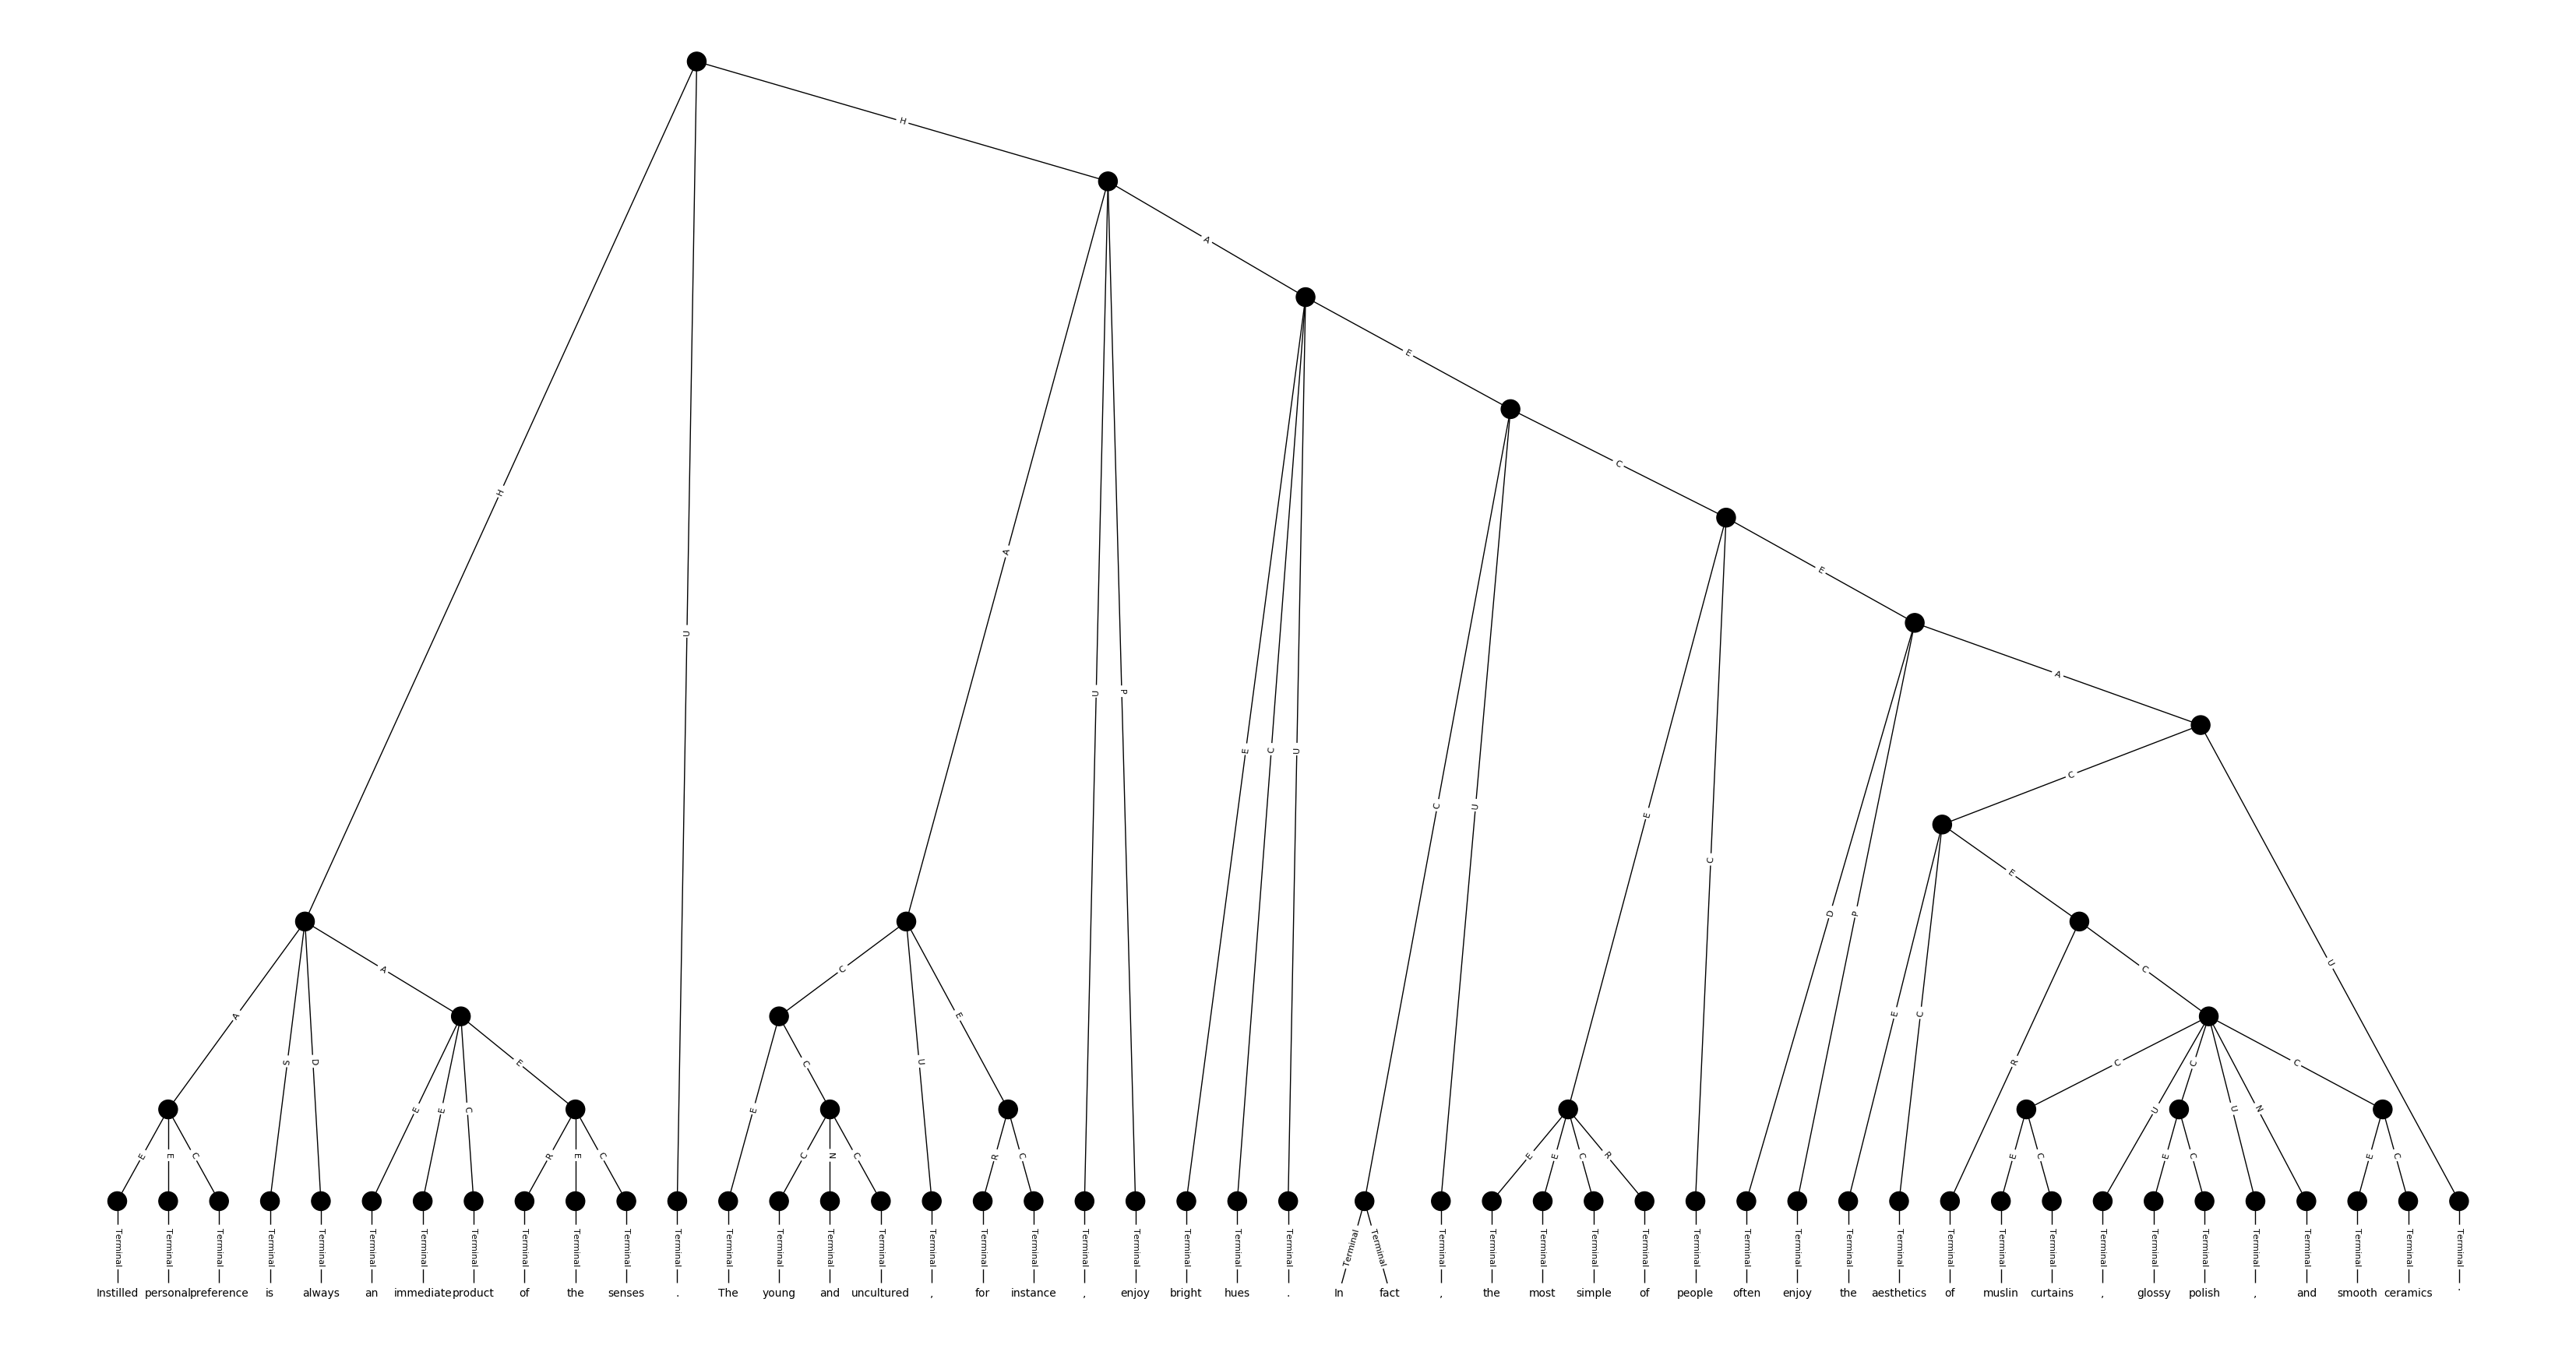 H
A
E
C
H
E
A
A
U
U
P
E
C
U
C
U
E
C
C
D
P
E
U
A
C
E
C
A
S
D
E
C
U
E
E
C
R
C
U
C
U
N
C
E
E
C
E
C
N
C
R
C
E
E
C
R
E
C
E
C
E
C
E
E
C
R
Terminal Terminal Terminal Terminal Terminal Terminal Terminal Terminal Terminal Terminal Terminal Terminal Terminal Terminal Terminal Terminal Terminal Terminal Terminal Terminal Terminal Terminal Terminal Terminal Terminal Terminal Terminal Terminal Terminal Terminal Terminal Terminal Terminal Terminal Terminal Terminal Terminal Terminal Terminal Terminal Terminal Terminal Terminal Terminal Terminal Terminal Terminal
Instilled personal preference is always an immediate product of the senses . The young and uncultured , for instance , enjoy bright hues . In fact , the most simple of people often enjoy the aesthetics of muslin curtains , glossy polish , and smooth ceramics .